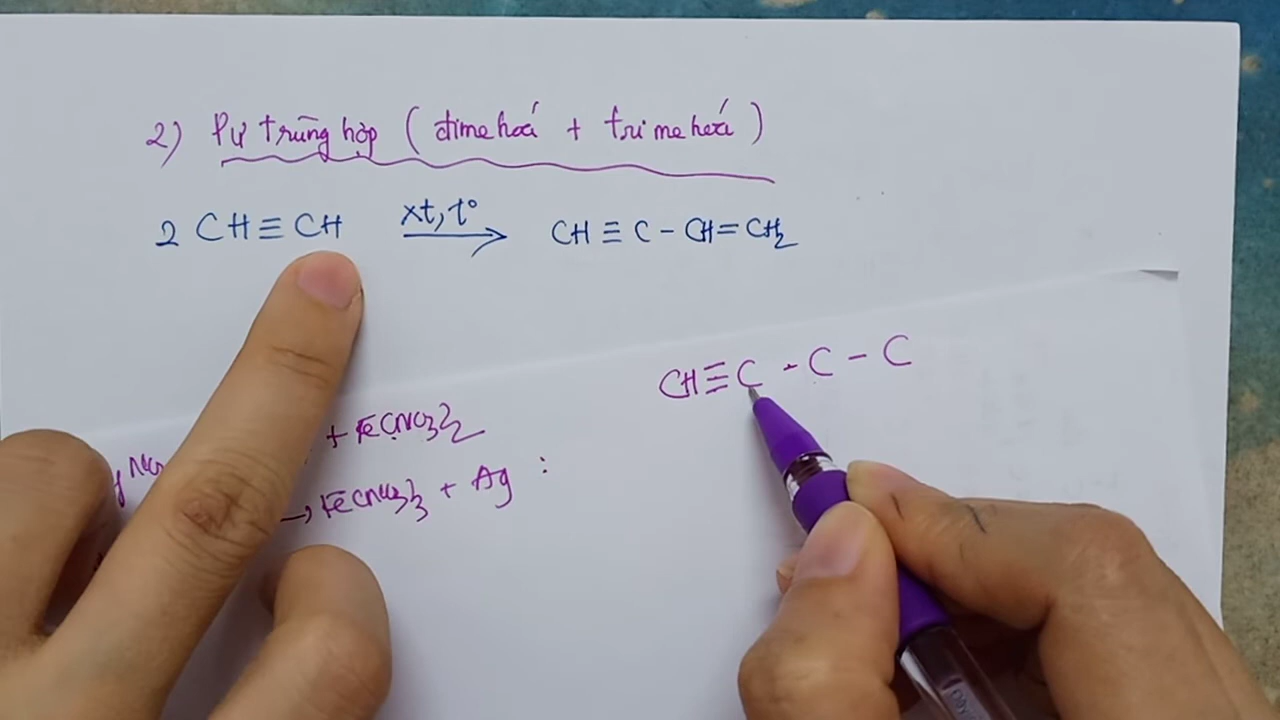 2) Pư trùng hợp ( đime hoá + trime hoá )
2 CH ≡ CH xt, t° → CH ≡ C - CH = CH₂
CH ≡ C - C - C
+ Fe(NO₃)₂
→ Fe(NO₃)₃ + Ag :